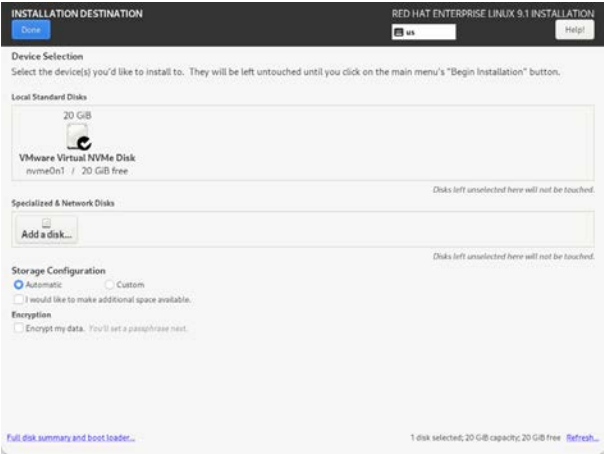 INSTALLATION DESTINATION
RED HAT ENTERPRISE LINUX 9.1 INSTALLATION
Done
us
Help!
Device Selection
Select the device(s) you'd like to install to. They will be left untouched until you click on the main menu's "Begin Installation" button.
Local Standard Disks
20 GiB
VMware Virtual NVMe Disk
nvme0n1 / 20 GiB free
Disks left unselected here will not be touched.
Specialized & Network Disks
Add a disk...
Disks left unselected here will not be touched.
Storage Configuration
Automatic Custom
I would like to make additional space available.
Encryption
Encrypt my data. You'll set a passphrase next.
Full disk summary and boot loader...
1 disk selected; 20 GiB capacity; 20 GiB free Refresh...